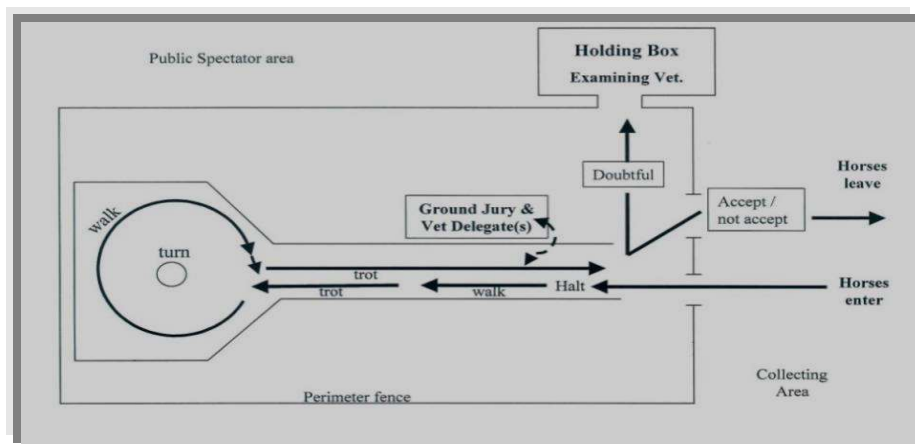 Public Spectator area
Holding Box
Examining Vet.
Doubtful
Horses
leave
Accept /
not accept
Ground Jury &
Vet Delegate(s)
walk
turn
trot
trot
walk
Halt
Horses
enter
Collecting
Area
Perimeter fence